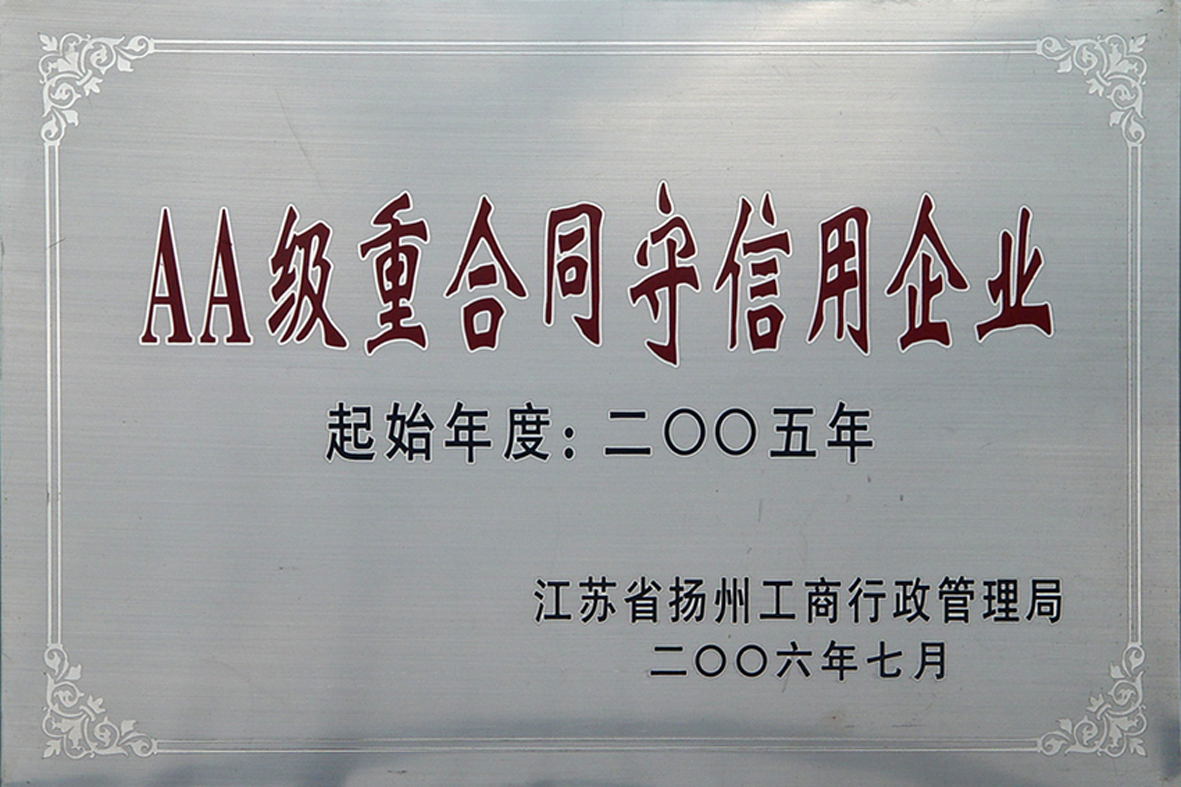 AA级重合同守信用企业
起始年度:二〇〇五年
江苏省扬州工商行政管理局
二〇〇六年七月